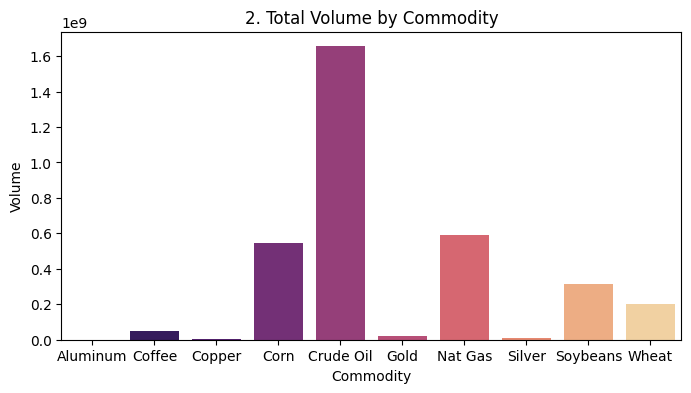 2. Total Volume by Commodity
1e9
1.6
1.4
1.2
1.0
0.8
0.6
0.4
0.2
0.0
Volume
Aluminum Coffee Copper Corn Crude Oil Gold Nat Gas Silver Soybeans Wheat
Commodity